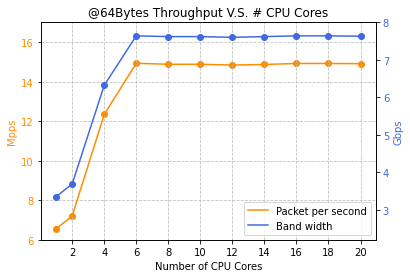 @64Bytes Throughput V.S. # CPU Cores
16
14
12
10
8
6
Mpps
8
7
6
5
4
3
Gbps
Packet per second
Band width
2 4 6 8 10 12 14 16 18 20
Number of CPU Cores